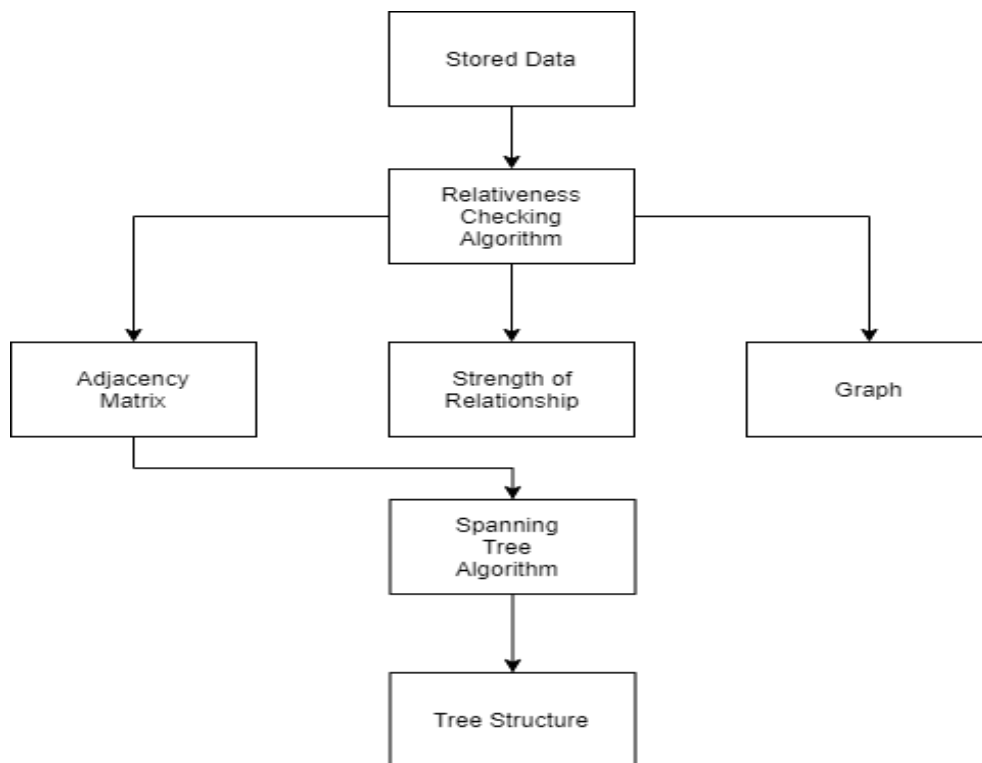 Stored Data
Relativeness
Checking
Algorithm
Adjacency
Matrix
Strength of
Relationship
Graph
Spanning
Tree
Algorithm
Tree Structure